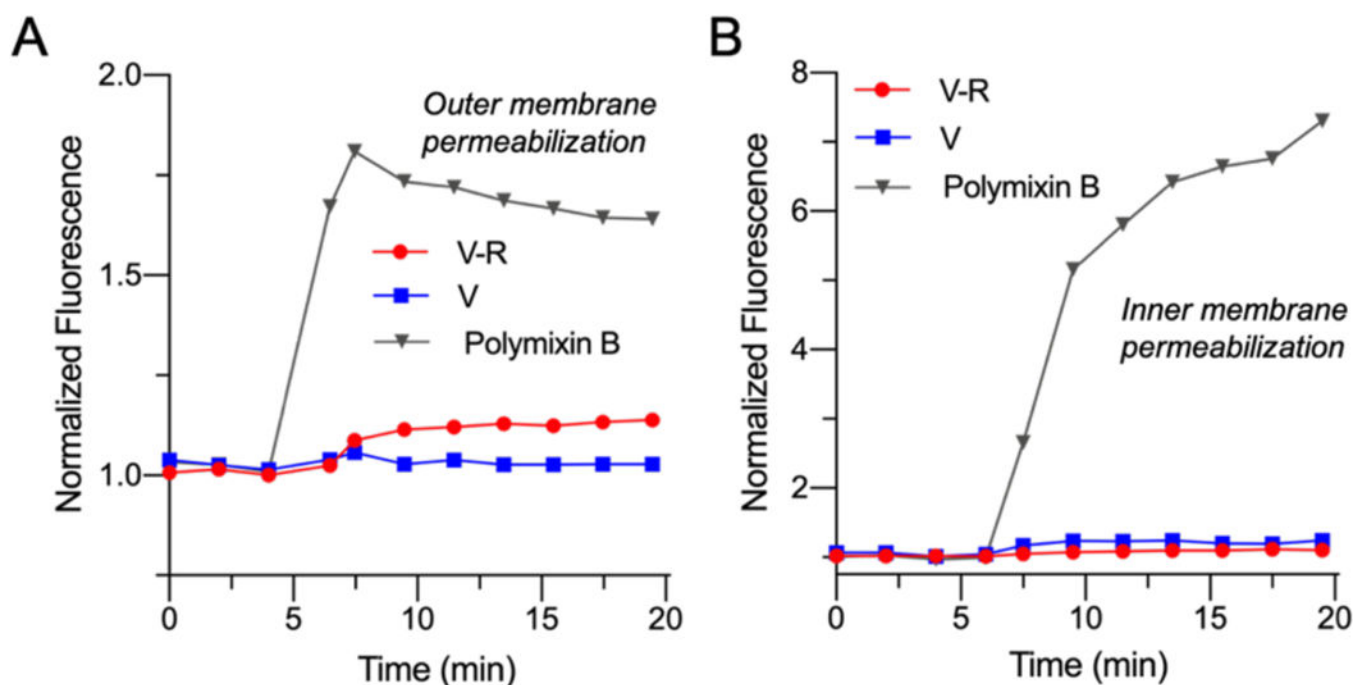 A
Normalized Fluorescence
2.0
1.5
1.0
Outer membrane
permeabilization
V-R
V
Polymixin B
0 5 10 15 20
Time (min)
B
Normalized Fluorescence
8
6
4
2
V-R
V
Polymixin B
Inner membrane
permeabilization
0 5 10 15 20
Time (min)